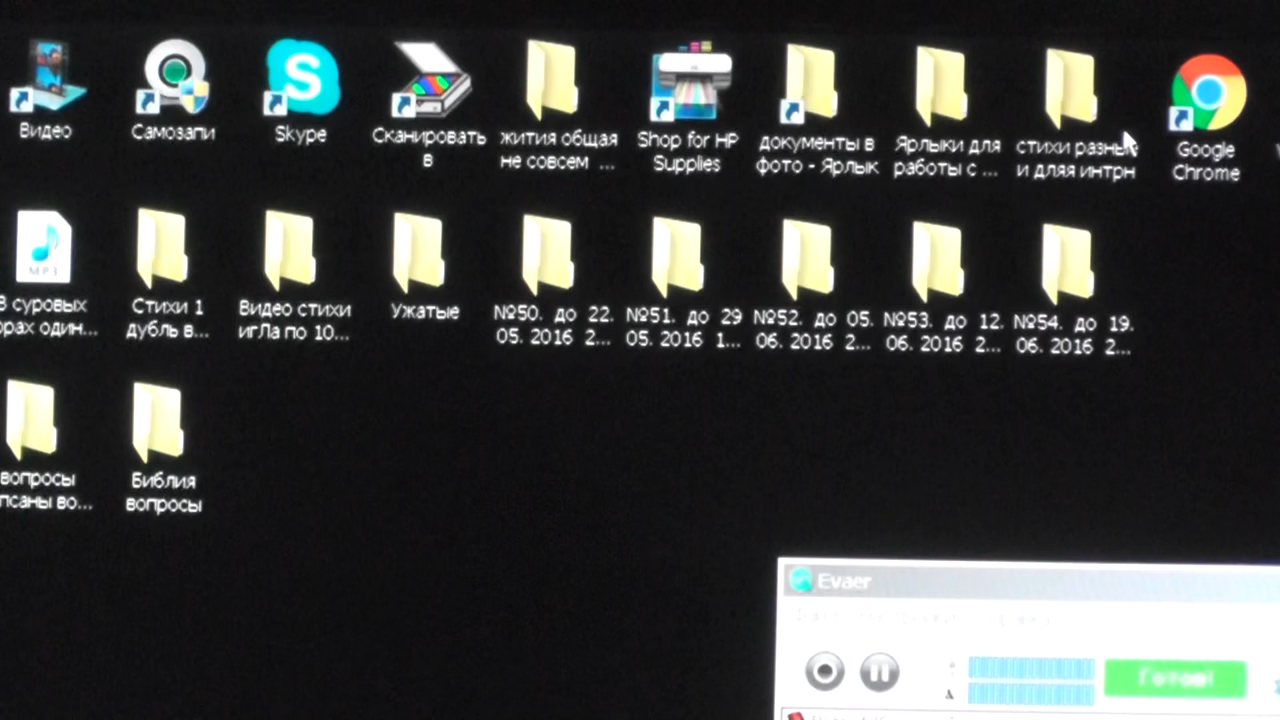 Видео
Самозапи
Skype
Сканировать
в
жития общая
не совсем ...
Shop for HP
Supplies
документы в
фото - Ярлык
Ярлыки для
работы с ...
стихи разные
и дляя интрн
Google
Chrome
MP3
В суровых
орах один...
Стихи 1
дубль в...
Видео стихи
игЛа по 10...
Ужатые
№50. до 22.
05. 2016 2...
№51. до 29
05. 2016 1...
№52. до 05.
06. 2016 2...
№53. до 12.
06. 2016 2...
№54. до 19.
06. 2016 2...
вопросы
псаны во...
Библия
вопросы
Evaer
Готов!